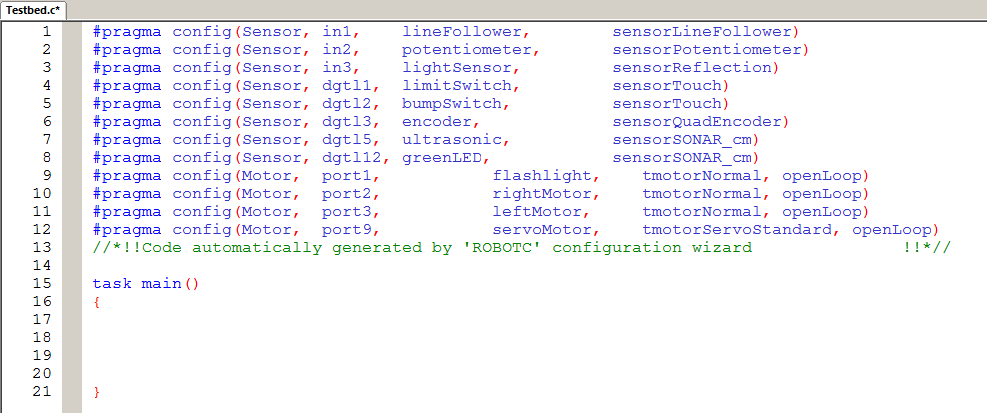 Testbed.c*
1 #pragma config(Sensor, in1,    lineFollower,        sensorLineFollower)
2 #pragma config(Sensor, in2,    potentiometer,       sensorPotentiometer)
3 #pragma config(Sensor, in3,    lightSensor,         sensorReflection)
4 #pragma config(Sensor, dgtl1,  limitSwitch,         sensorTouch)
5 #pragma config(Sensor, dgtl2,  bumpSwitch,          sensorTouch)
6 #pragma config(Sensor, dgtl3,  encoder,             sensorQuadEncoder)
7 #pragma config(Sensor, dgtl5,  ultrasonic,          sensorSONAR_cm)
8 #pragma config(Sensor, dgtl12, greenLED,            sensorSONAR_cm)
9 #pragma config(Motor,  port1,           flashlight,    tmotorNormal, openLoop)
10 #pragma config(Motor,  port2,           rightMotor,    tmotorNormal, openLoop)
11 #pragma config(Motor,  port3,           leftMotor,     tmotorNormal, openLoop)
12 #pragma config(Motor,  port9,           servoMotor,    tmotorServoStandard, openLoop)
13 //*!!Code automatically generated by 'ROBOTC' configuration wizard               !!*//
14
15 task main()
16 {
17
18
19
20
21 }